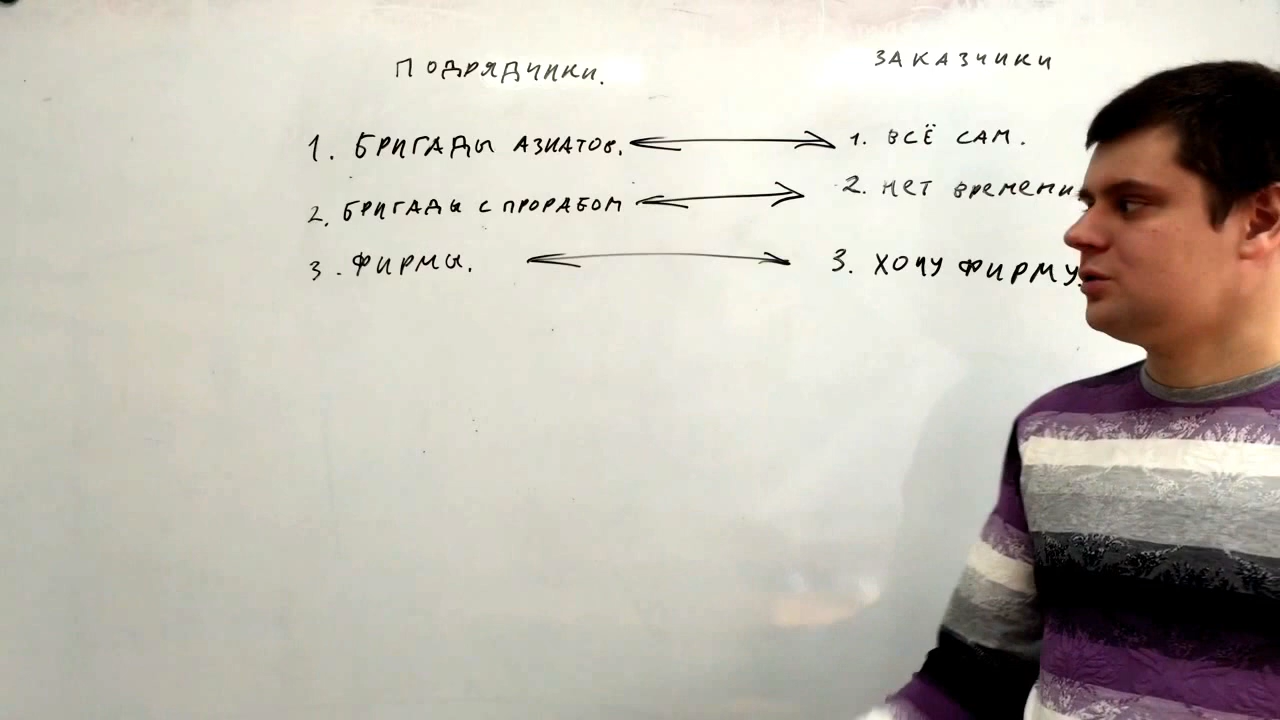 ПОДРЯДЧИКИ.
ЗАКАЗЧИКИ
1. БРИГАДЫ АЗИАТОВ.
1. ВСЁ САМ.
2. БРИГАДЫ С ПРОРАБОМ
2. НЕТ ВРЕМЕНИ
3. ФИРМЫ.
3. ХОЧУ ФИРМУ.